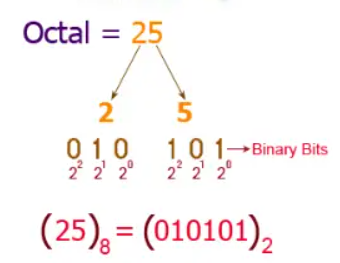 Octal = 25
2 5
0 1 0 1 0 1 Binary Bits
2² 2¹ 2⁰ 2² 2¹ 2⁰
(25)₈ = (010101)₂